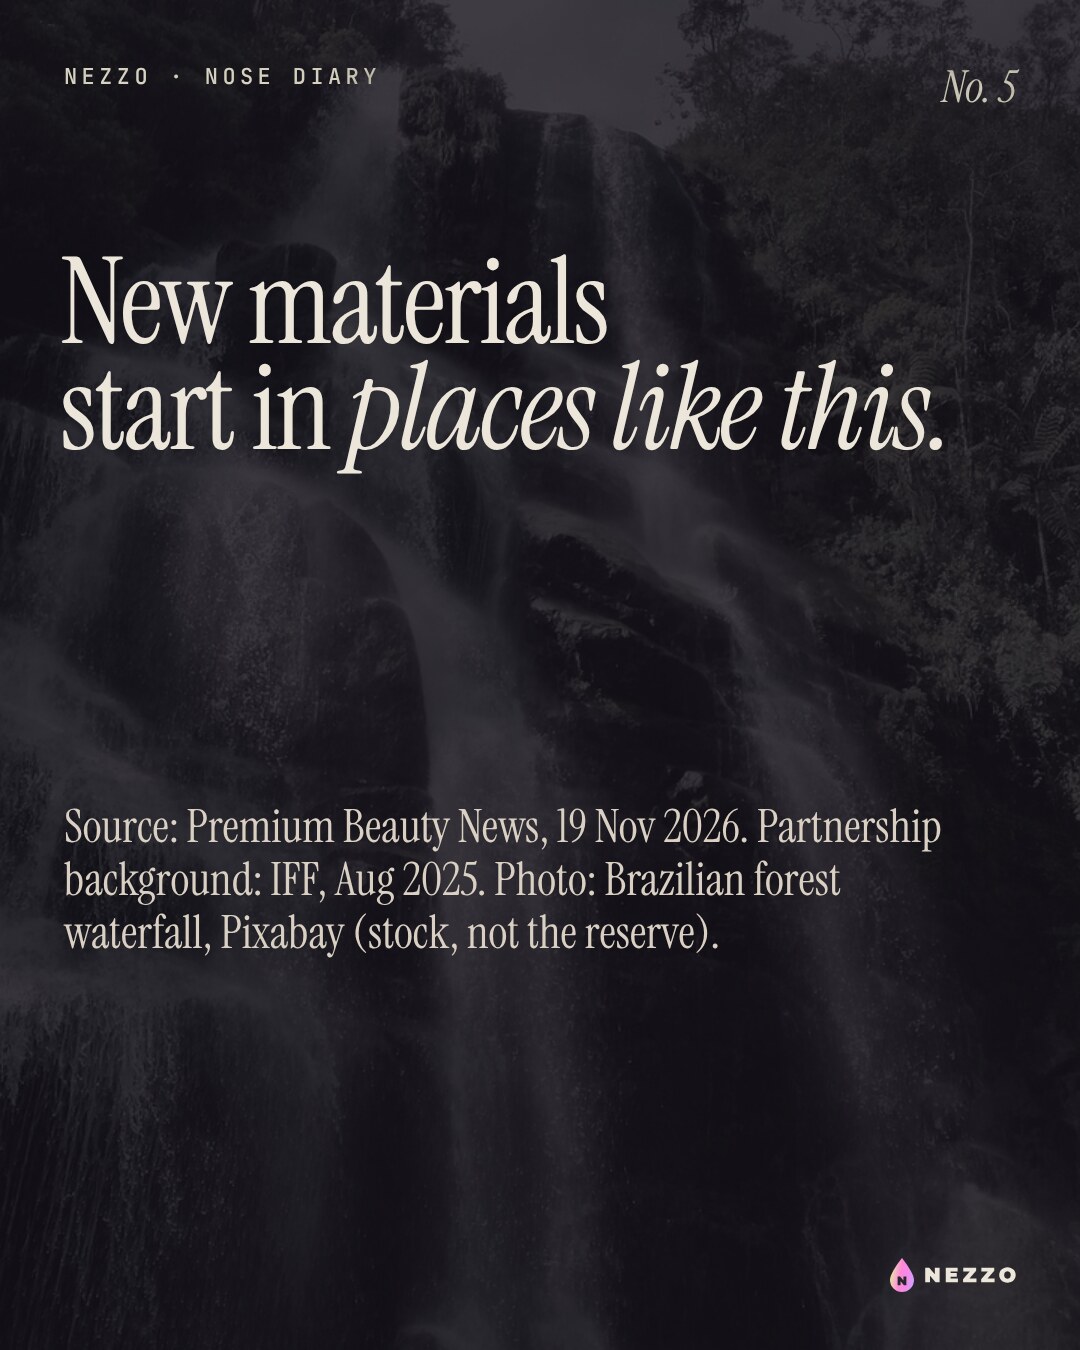 NEZZO · NOSE DIARY
No. 5
New materials
start in places like this.
Source: Premium Beauty News, 19 Nov 2026. Partnership
background: IFF, Aug 2025. Photo: Brazilian forest
waterfall, Pixabay (stock, not the reserve).
N NEZZO